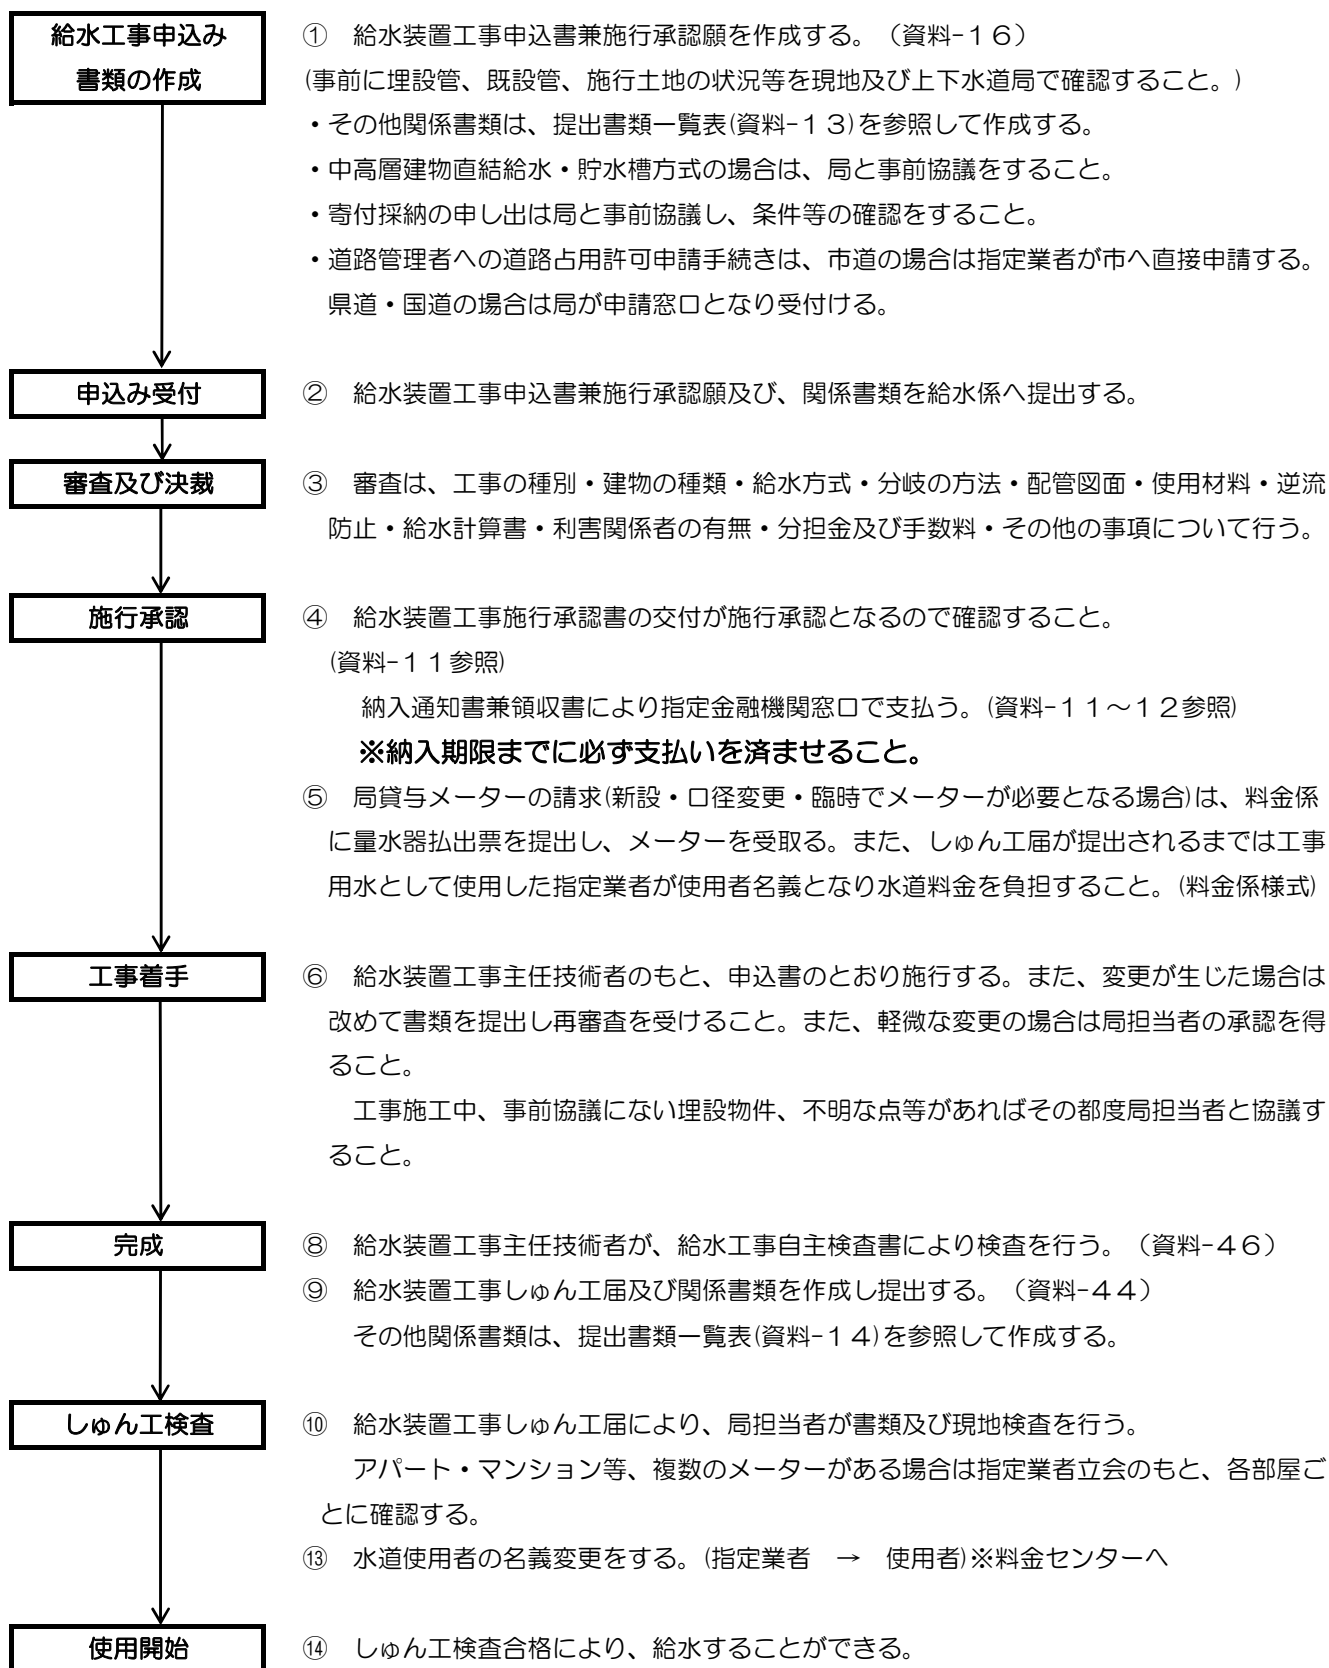 給水工事申込み
書類の作成
① 給水装置工事申込書兼施行承認願を作成する。（資料-１６）
(事前に埋設管、既設管、施行土地の状況等を現地及び上下水道局で確認すること。)
・その他関係書類は、提出書類一覧表(資料-１３)を参照して作成する。
・中高層建物直結給水・貯水槽方式の場合は、局と事前協議をすること。
・寄付採納の申し出は局と事前協議し、条件等の確認をすること。
・道路管理者への道路占用許可申請手続きは、市道の場合は指定業者が市へ直接申請する。
県道・国道の場合は局が申請窓口となり受付ける。
申込み受付
② 給水装置工事申込書兼施行承認願及び、関係書類を給水係へ提出する。
審査及び決裁
③ 審査は、工事の種別・建物の種類・給水方式・分岐の方法・配管図面・使用材料・逆流
防止・給水計算書・利害関係者の有無・分担金及び手数料・その他の事項について行う。
施行承認
④ 給水装置工事施行承認書の交付が施行承認となるので確認すること。
(資料-１１参照)
納入通知書兼領収書により指定金融機関窓口で支払う。(資料-１１～１２参照)
※納入期限までに必ず支払いを済ませること。
⑤ 局貸与メーターの請求(新設・口径変更・臨時でメーターが必要となる場合)は、料金係
に量水器払出票を提出し、メーターを受取る。また、しゅん工届が提出されるまでは工事
用水として使用した指定業者が使用者名義となり水道料金を負担すること。(料金係様式)
工事着手
⑥ 給水装置工事主任技術者のもと、申込書のとおり施行する。また、変更が生じた場合は
改めて書類を提出し再審査を受けること。また、軽微な変更の場合は局担当者の承認を得
ること。
工事施工中、事前協議にない埋設物件、不明な点等があればその都度局担当者と協議す
ること。
完成
⑧ 給水装置工事主任技術者が、給水工事自主検査書により検査を行う。（資料-４６）
⑨ 給水装置工事しゅん工届及び関係書類を作成し提出する。（資料-４４）
その他関係書類は、提出書類一覧表(資料-１４)を参照して作成する。
しゅん工検査
⑩ 給水装置工事しゅん工届により、局担当者が書類及び現地検査を行う。
アパート・マンション等、複数のメーターがある場合は指定業者立会のもと、各部屋ご
とに確認する。
⑬ 水道使用者の名義変更をする。(指定業者 → 使用者)※料金センターへ
使用開始
⑭ しゅん工検査合格により、給水することができる。